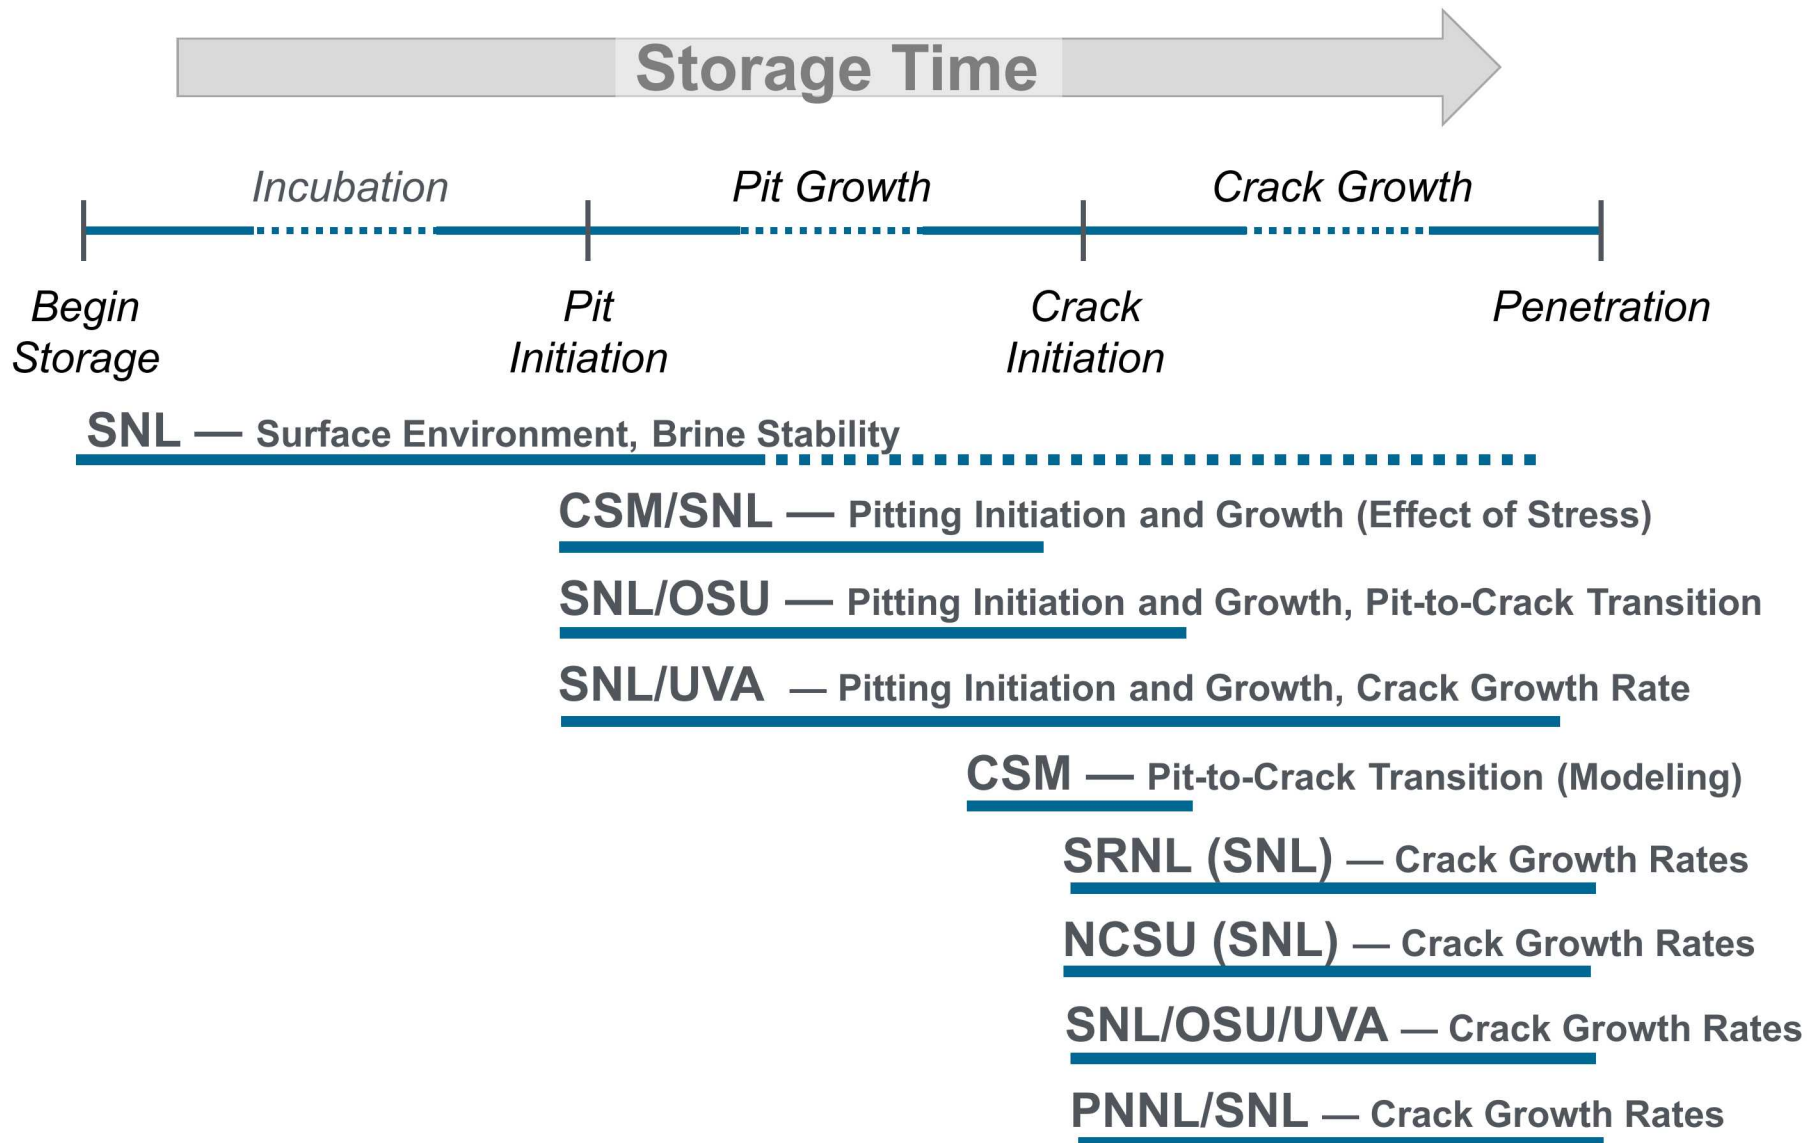 Storage Time
Incubation
Pit Growth
Crack Growth
Begin
Storage
Pit
Initiation
Crack
Initiation
Penetration
SNL — Surface Environment, Brine Stability
CSM/SNL — Pitting Initiation and Growth (Effect of Stress)
SNL/OSU — Pitting Initiation and Growth, Pit-to-Crack Transition
SNL/UVA — Pitting Initiation and Growth, Crack Growth Rate
CSM — Pit-to-Crack Transition (Modeling)
SRNL (SNL) — Crack Growth Rates
NCSU (SNL) — Crack Growth Rates
SNL/OSU/UVA — Crack Growth Rates
PNNL/SNL — Crack Growth Rates